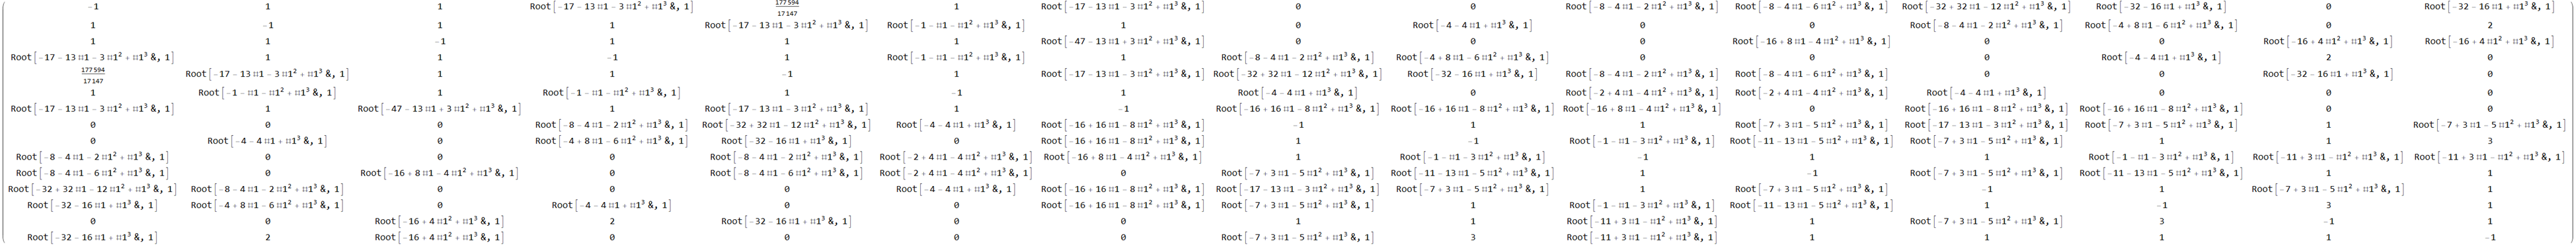 −1 1 1 Root[−17 − 13 #1 − 3 #1² + #1³ &, 1] 177594/17147 1 Root[−17 − 13 #1 − 3 #1² + #1³ &, 1] 0 0 Root[−8 − 4 #1 − 2 #1² + #1³ &, 1] Root[−8 − 4 #1 − 6 #1² + #1³ &, 1] Root[−32 + 32 #1 − 12 #1² + #1³ &, 1] Root[−32 − 16 #1 + #1³ &, 1] 0 Root[−32 − 16 #1 + #1³ &, 1]
1 −1 1 1 Root[−17 − 13 #1 − 3 #1² + #1³ &, 1] Root[−1 − #1 − #1² + #1³ &, 1] 1 0 Root[−4 − 4 #1 + #1³ &, 1] 0 0 Root[−8 − 4 #1 − 2 #1² + #1³ &, 1] Root[−4 + 8 #1 − 6 #1² + #1³ &, 1] 0 2
1 1 −1 1 1 1 Root[−47 − 13 #1 + 3 #1² + #1³ &, 1] 0 0 0 Root[−16 + 8 #1 − 4 #1² + #1³ &, 1] 0 0 Root[−16 + 4 #1² + #1³ &, 1] Root[−16 + 4 #1² + #1³ &, 1]
Root[−17 − 13 #1 − 3 #1² + #1³ &, 1] 1 1 −1 1 Root[−1 − #1 − #1² + #1³ &, 1] 1 Root[−8 − 4 #1 − 2 #1² + #1³ &, 1] Root[−4 + 8 #1 − 6 #1² + #1³ &, 1] 0 0 0 Root[−4 − 4 #1 + #1³ &, 1] 2 0
177594/17147 Root[−17 − 13 #1 − 3 #1² + #1³ &, 1] 1 1 −1 1 Root[−17 − 13 #1 − 3 #1² + #1³ &, 1] Root[−32 + 32 #1 − 12 #1² + #1³ &, 1] Root[−32 − 16 #1 + #1³ &, 1] Root[−8 − 4 #1 − 2 #1² + #1³ &, 1] Root[−8 − 4 #1 − 6 #1² + #1³ &, 1] 0 0 Root[−32 − 16 #1 + #1³ &, 1] 0
1 Root[−1 − #1 − #1² + #1³ &, 1] 1 Root[−1 − #1 − #1² + #1³ &, 1] 1 −1 1 Root[−4 − 4 #1 + #1³ &, 1] 0 Root[−2 + 4 #1 − 4 #1² + #1³ &, 1] Root[−2 + 4 #1 − 4 #1² + #1³ &, 1] Root[−4 − 4 #1 + #1³ &, 1] 0 0 0
Root[−17 − 13 #1 − 3 #1² + #1³ &, 1] 1 Root[−47 − 13 #1 + 3 #1² + #1³ &, 1] 1 Root[−17 − 13 #1 − 3 #1² + #1³ &, 1] 1 −1 Root[−16 + 16 #1 − 8 #1² + #1³ &, 1] Root[−16 + 16 #1 − 8 #1² + #1³ &, 1] Root[−16 + 8 #1 − 4 #1² + #1³ &, 1] 0 Root[−16 + 16 #1 − 8 #1² + #1³ &, 1] Root[−16 + 16 #1 − 8 #1² + #1³ &, 1] 0 0
0 0 0 Root[−8 − 4 #1 − 2 #1² + #1³ &, 1] Root[−32 + 32 #1 − 12 #1² + #1³ &, 1] Root[−4 − 4 #1 + #1³ &, 1] Root[−16 + 16 #1 − 8 #1² + #1³ &, 1] −1 1 1 Root[−7 + 3 #1 − 5 #1² + #1³ &, 1] Root[−17 − 13 #1 − 3 #1² + #1³ &, 1] Root[−7 + 3 #1 − 5 #1² + #1³ &, 1] 1 Root[−7 + 3 #1 − 5 #1² + #1³ &, 1]
0 Root[−4 − 4 #1 + #1³ &, 1] 0 Root[−4 + 8 #1 − 6 #1² + #1³ &, 1] Root[−32 − 16 #1 + #1³ &, 1] 0 Root[−16 + 16 #1 − 8 #1² + #1³ &, 1] 1 −1 Root[−1 − #1 − 3 #1² + #1³ &, 1] Root[−11 − 13 #1 − 5 #1² + #1³ &, 1] Root[−7 + 3 #1 − 5 #1² + #1³ &, 1] 1 1 3
Root[−8 − 4 #1 − 2 #1² + #1³ &, 1] 0 0 0 Root[−8 − 4 #1 − 2 #1² + #1³ &, 1] Root[−2 + 4 #1 − 4 #1² + #1³ &, 1] Root[−16 + 8 #1 − 4 #1² + #1³ &, 1] 1 Root[−1 − #1 − 3 #1² + #1³ &, 1] −1 1 1 Root[−1 − #1 − 3 #1² + #1³ &, 1] Root[−11 + 3 #1 − #1² + #1³ &, 1] Root[−11 + 3 #1 − #1² + #1³ &, 1]
Root[−8 − 4 #1 − 6 #1² + #1³ &, 1] 0 Root[−16 + 8 #1 − 4 #1² + #1³ &, 1] 0 Root[−8 − 4 #1 − 6 #1² + #1³ &, 1] Root[−2 + 4 #1 − 4 #1² + #1³ &, 1] 0 Root[−7 + 3 #1 − 5 #1² + #1³ &, 1] Root[−11 − 13 #1 − 5 #1² + #1³ &, 1] 1 −1 Root[−7 + 3 #1 − 5 #1² + #1³ &, 1] Root[−11 − 13 #1 − 5 #1² + #1³ &, 1] 1 1
Root[−32 + 32 #1 − 12 #1² + #1³ &, 1] Root[−8 − 4 #1 − 2 #1² + #1³ &, 1] 0 0 0 Root[−4 − 4 #1 + #1³ &, 1] Root[−16 + 16 #1 − 8 #1² + #1³ &, 1] Root[−17 − 13 #1 − 3 #1² + #1³ &, 1] Root[−7 + 3 #1 − 5 #1² + #1³ &, 1] 1 Root[−7 + 3 #1 − 5 #1² + #1³ &, 1] −1 1 Root[−7 + 3 #1 − 5 #1² + #1³ &, 1] 1
Root[−32 − 16 #1 + #1³ &, 1] Root[−4 + 8 #1 − 6 #1² + #1³ &, 1] 0 Root[−4 − 4 #1 + #1³ &, 1] 0 0 Root[−16 + 16 #1 − 8 #1² + #1³ &, 1] Root[−7 + 3 #1 − 5 #1² + #1³ &, 1] 1 Root[−1 − #1 − 3 #1² + #1³ &, 1] Root[−11 − 13 #1 − 5 #1² + #1³ &, 1] 1 −1 3 1
0 0 Root[−16 + 4 #1² + #1³ &, 1] 2 Root[−32 − 16 #1 + #1³ &, 1] 0 0 1 1 Root[−11 + 3 #1 − #1² + #1³ &, 1] 1 Root[−7 + 3 #1 − 5 #1² + #1³ &, 1] 3 −1 1
Root[−32 − 16 #1 + #1³ &, 1] 2 Root[−16 + 4 #1² + #1³ &, 1] 0 0 0 0 Root[−7 + 3 #1 − 5 #1² + #1³ &, 1] 3 Root[−11 + 3 #1 − #1² + #1³ &, 1] 1 1 1 1 −1